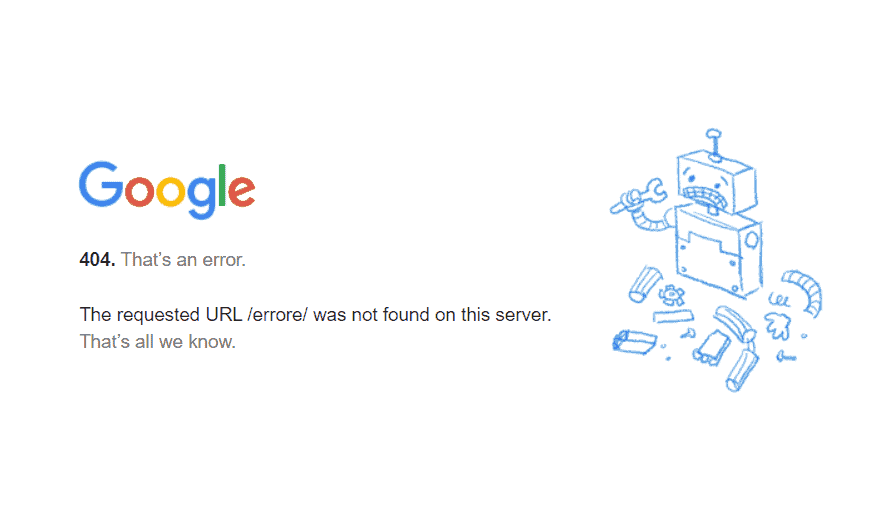 Google
404. That’s an error.
The requested URL /errore/ was not found on this server.
That’s all we know.